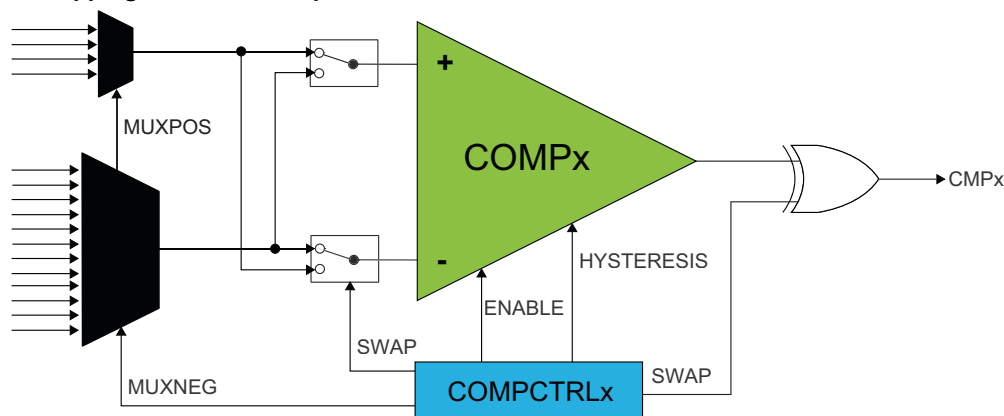 +
MUXPOS
COMPx
CMPx
-
HYSTERESIS
ENABLE
SWAP
SWAP
MUXNEG
COMPCTRLx